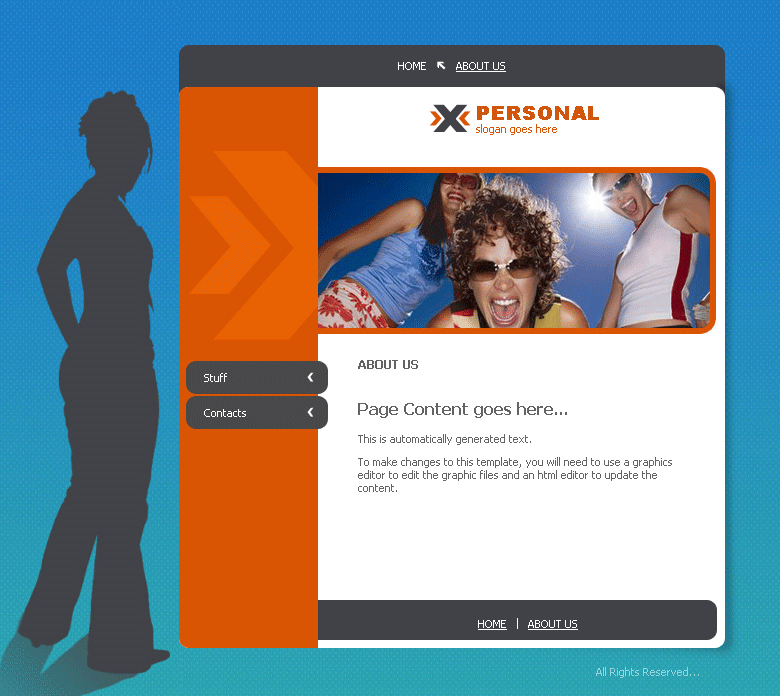 HOME ABOUT US
PERSONAL
slogan goes here
Stuff
Contacts
ABOUT US
Page Content goes here...
This is automatically generated text.
To make changes to this template, you will need to use a graphics
editor to edit the graphic files and an html editor to update the
content.
HOME | ABOUT US
All Rights Reserved...